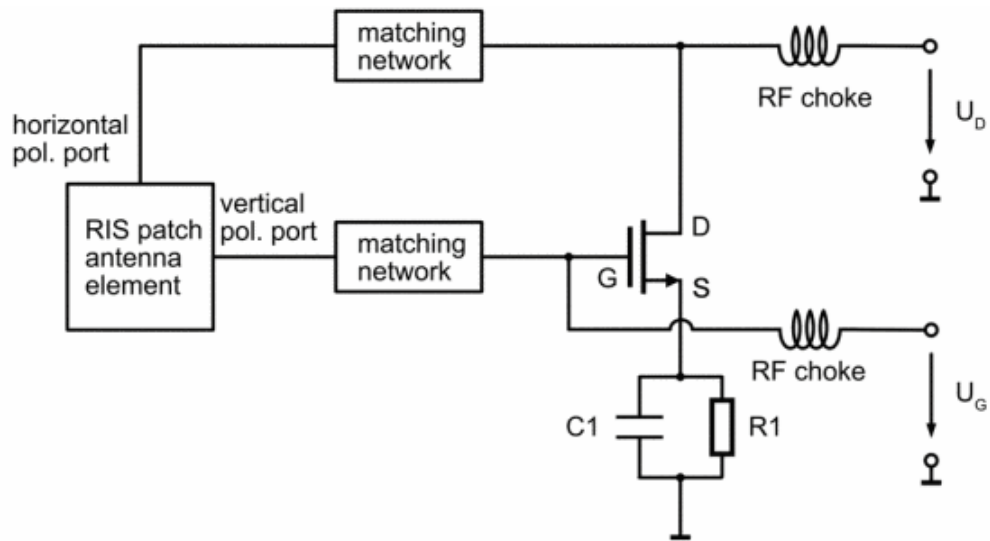 matching
network
RF choke
U_D
horizontal
pol. port
RIS patch
antenna
element
vertical
pol. port
matching
network
D
G
S
RF choke
U_G
C1
R1